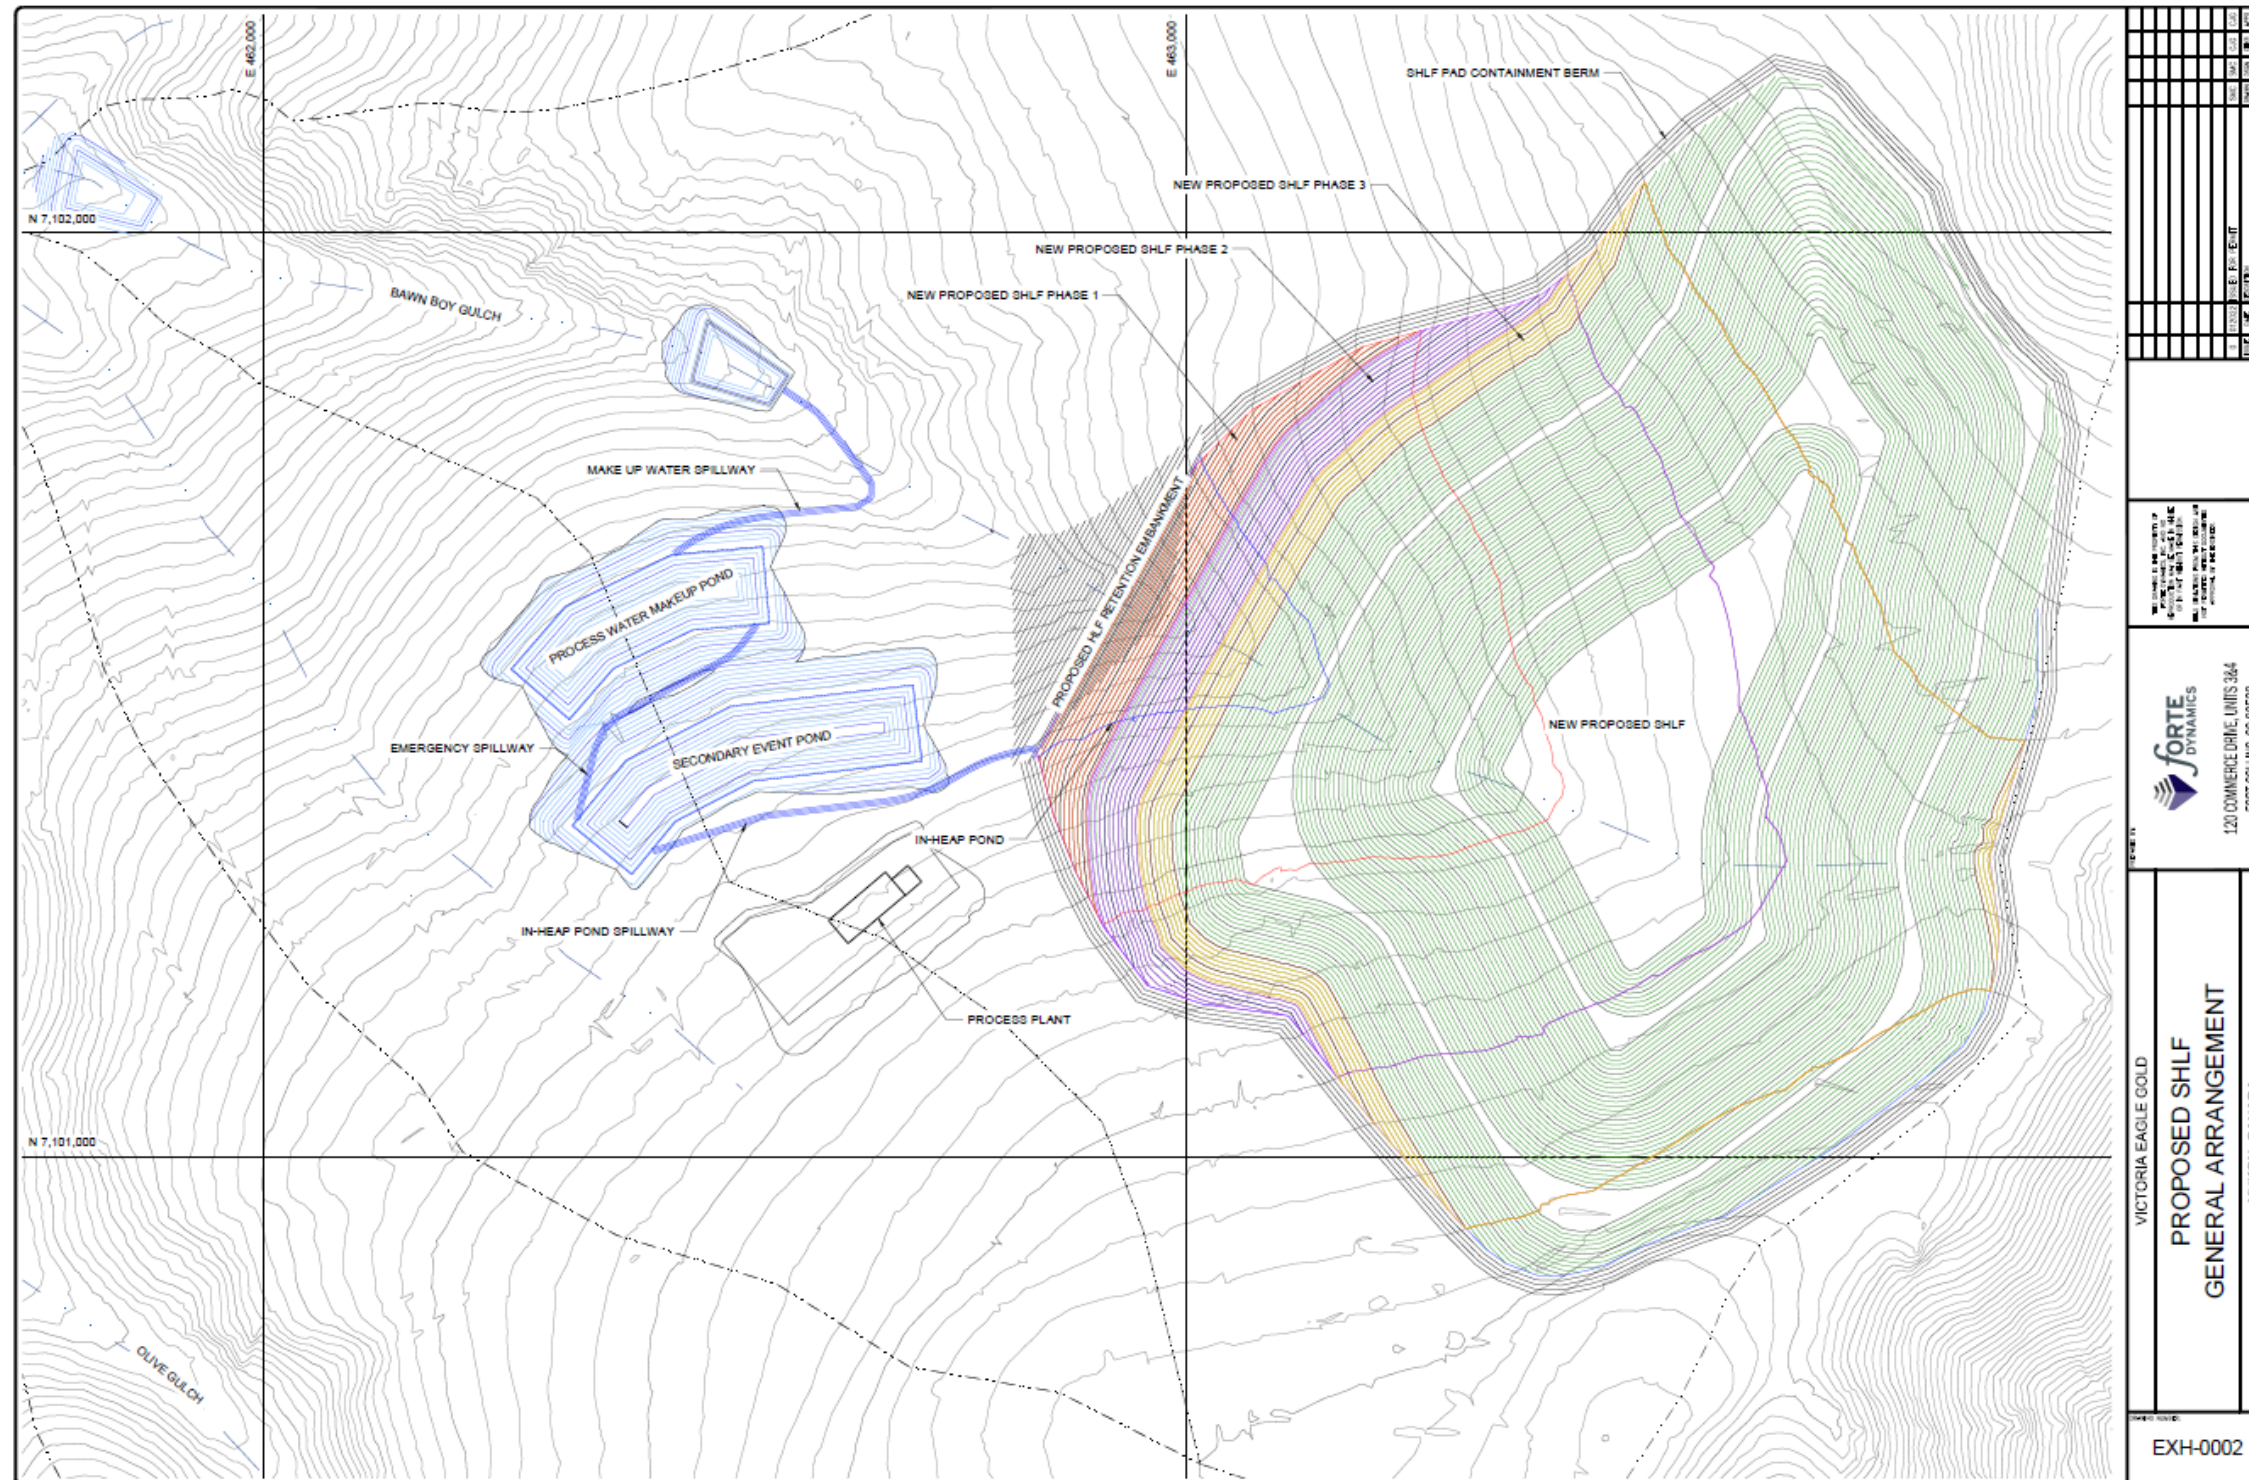 E 462,000
E 463,000
SHLF PAD CONTAINMENT BERM
NEW PROPOSED SHLF PHASE 3
N 7,102,000
NEW PROPOSED SHLF PHASE 2
BAWN BOY GULCH
NEW PROPOSED SHLF PHASE 1
MAKE UP WATER SPILLWAY
PROPOSED HLF RETENTION EMBANKMENT
PROCESS WATER MAKEUP POND
NEW PROPOSED SHLF
EMERGENCY SPILLWAY
SECONDARY EVENT POND
IN-HEAP POND
IN-HEAP POND SPILLWAY
PROCESS PLANT
N 7,101,000
OLIVE GULCH
FORTE
DYNAMICS
120 COMMERCE DRIVE, UNITS 3&4
VICTORIA EAGLE GOLD
PROPOSED SHLF
GENERAL ARRANGEMENT
EXH-0002